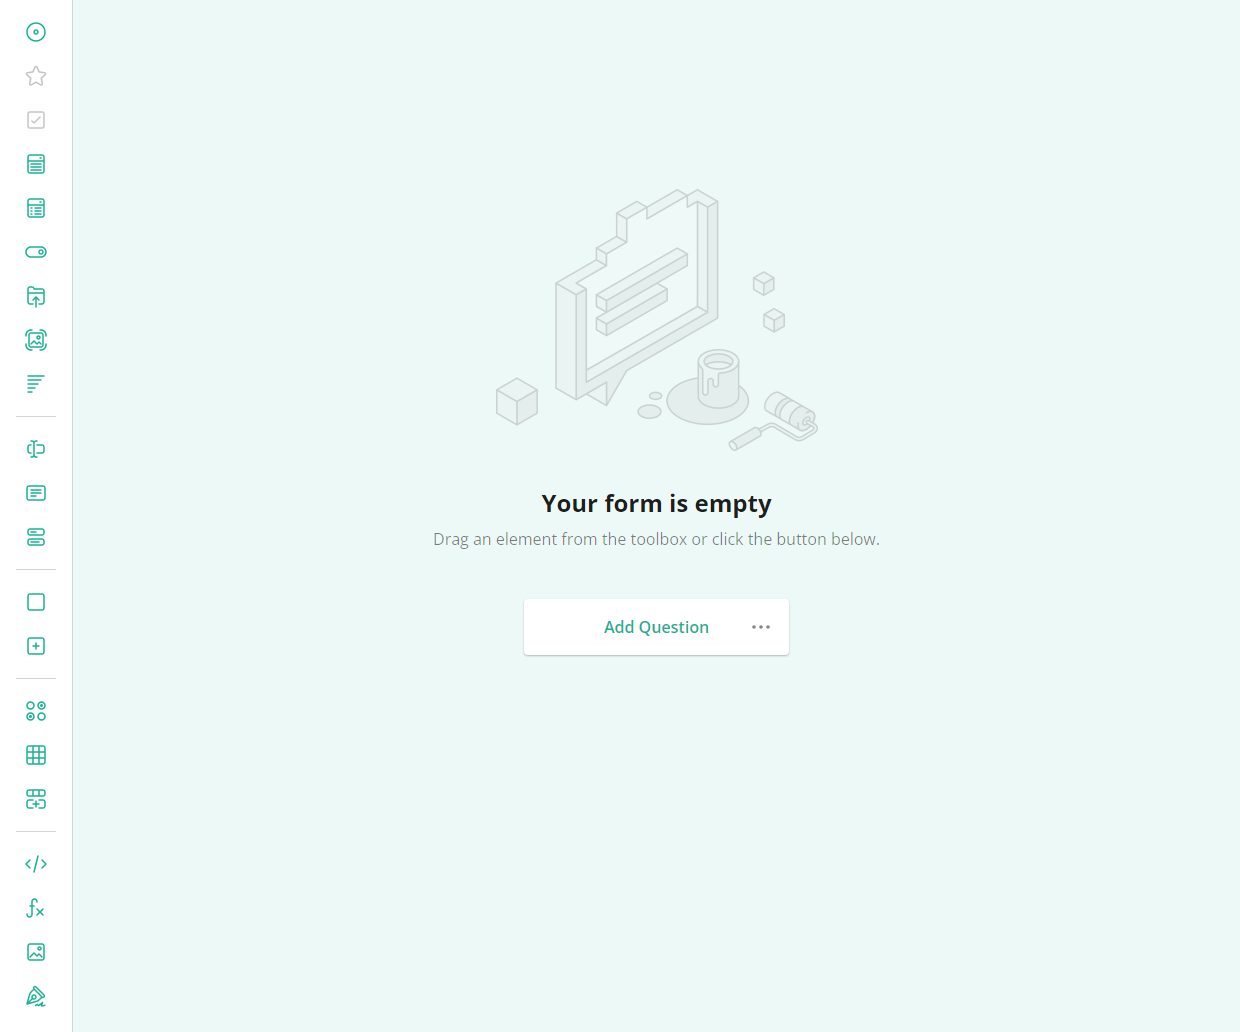 Your form is empty
Drag an element from the toolbox or click the button below.
Add Question